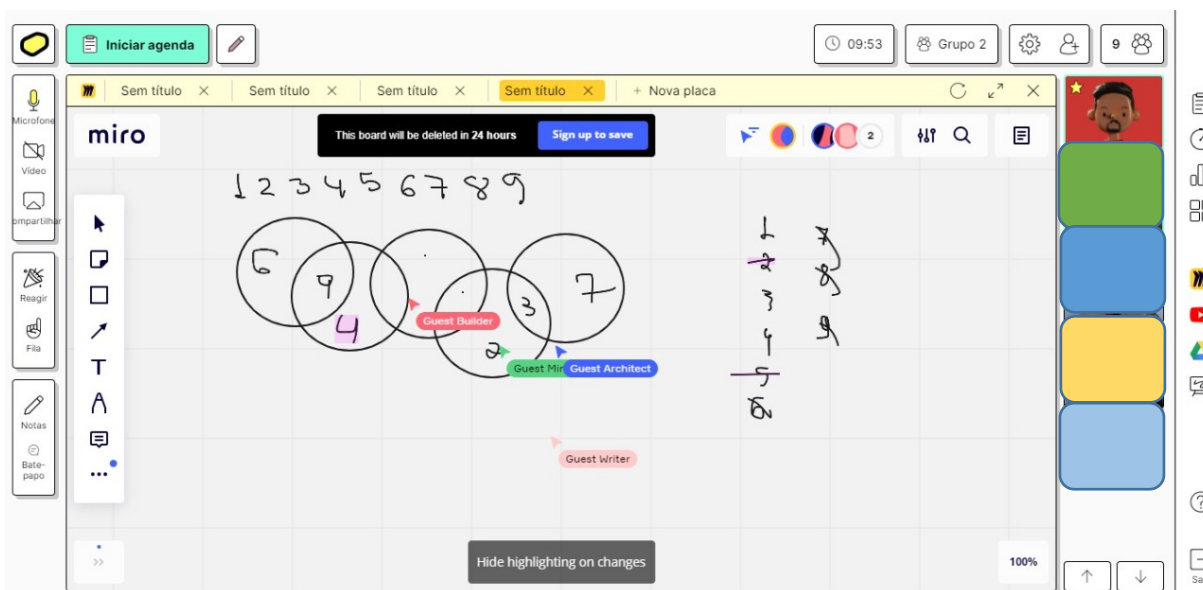 Iniciar agenda
09:53
Grupo 2
9
Sem título
Sem título
Sem título
Sem título
+ Nova placa
Microfone
Vídeo
ompartilhar
Reagir
Fila
Notas
Bate-
papo
miro
This board will be deleted in 24 hours
Sign up to save
2
1 2 3 4 5 6 7 8 9
6
9
4
2
3
7
Guest Builder
Guest Mir
Guest Architect
Guest Writer
1
2
3
4
5
6
7
8
9
Hide highlighting on changes
100%
Sa